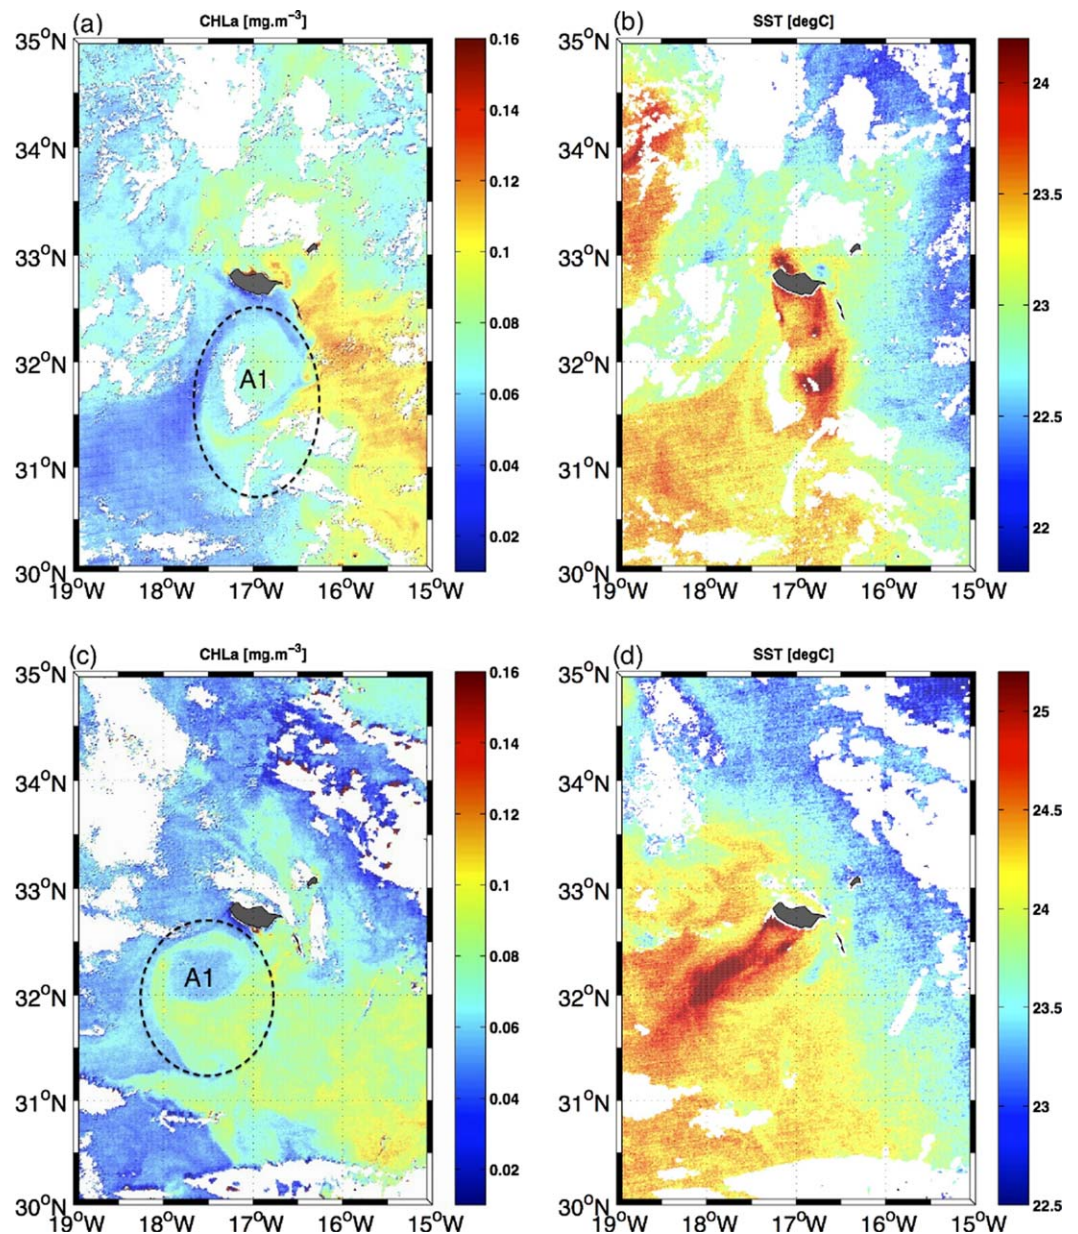 (a) CHLa [mg.m⁻³]
35°N
34°N
33°N
32°N
31°N
30°N
19°W 18°W 17°W 16°W 15°W
A1
0.16
0.14
0.12
0.1
0.08
0.06
0.04
0.02
(b) SST [degC]
35°N
34°N
33°N
32°N
31°N
30°N
19°W 18°W 17°W 16°W 15°W
24
23.5
23
22.5
22
(c) CHLa [mg.m⁻³]
35°N
34°N
33°N
32°N
31°N
30°N
19°W 18°W 17°W 16°W 15°W
A1
0.16
0.14
0.12
0.1
0.08
0.06
0.04
0.02
(d) SST [degC]
35°N
34°N
33°N
32°N
31°N
30°N
19°W 18°W 17°W 16°W 15°W
25
24.5
24
23.5
23
22.5